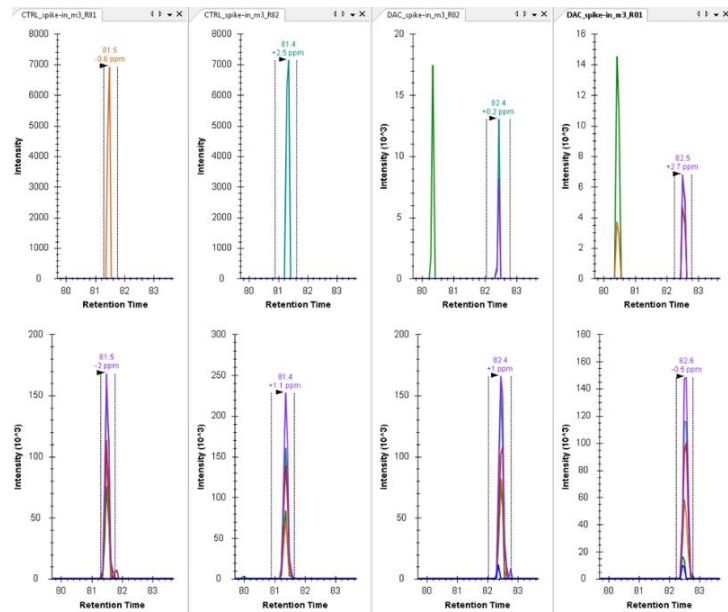 CTRL_spike-in_m3_R01
CTRL_spike-in_m3_R02
DAC_spike-in_m3_R02
DAC_spike-in_m3_R01
81.5
-0.6 ppm
8000
7000
6000
5000
4000
3000
2000
1000
0
Intensity
80 81 82 83
Retention Time
81.4
+2.5 ppm
8000
7000
6000
5000
4000
3000
2000
1000
0
Intensity
80 81 82 83
Retention Time
82.4
+0.2 ppm
20
15
10
5
0
Intensity (10^3)
80 81 82 83
Retention Time
82.5
+2.7 ppm
16
14
12
10
8
6
4
2
0
Intensity (10^3)
80 81 82 83
Retention Time
81.5
-2 ppm
200
150
100
50
0
Intensity (10^3)
80 81 82 83
Retention Time
81.4
+1.1 ppm
300
250
200
150
100
50
0
Intensity (10^3)
80 81 82 83
Retention Time
82.4
+1 ppm
200
150
100
50
0
Intensity (10^3)
80 81 82 83
Retention Time
82.6
-0.5 ppm
180
160
140
120
100
80
60
40
20
0
Intensity (10^3)
80 81 82 83
Retention Time